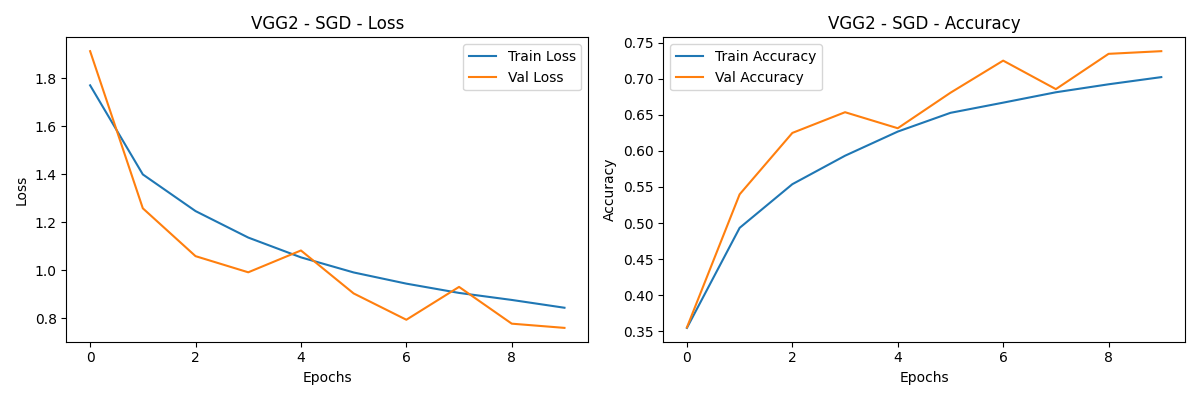 VGG2 - SGD - Loss
Train Loss
Val Loss
Loss
1.8
1.6
1.4
1.2
1.0
0.8
0 2 4 6 8
Epochs
VGG2 - SGD - Accuracy
Train Accuracy
Val Accuracy
Accuracy
0.75
0.70
0.65
0.60
0.55
0.50
0.45
0.40
0.35
0 2 4 6 8
Epochs